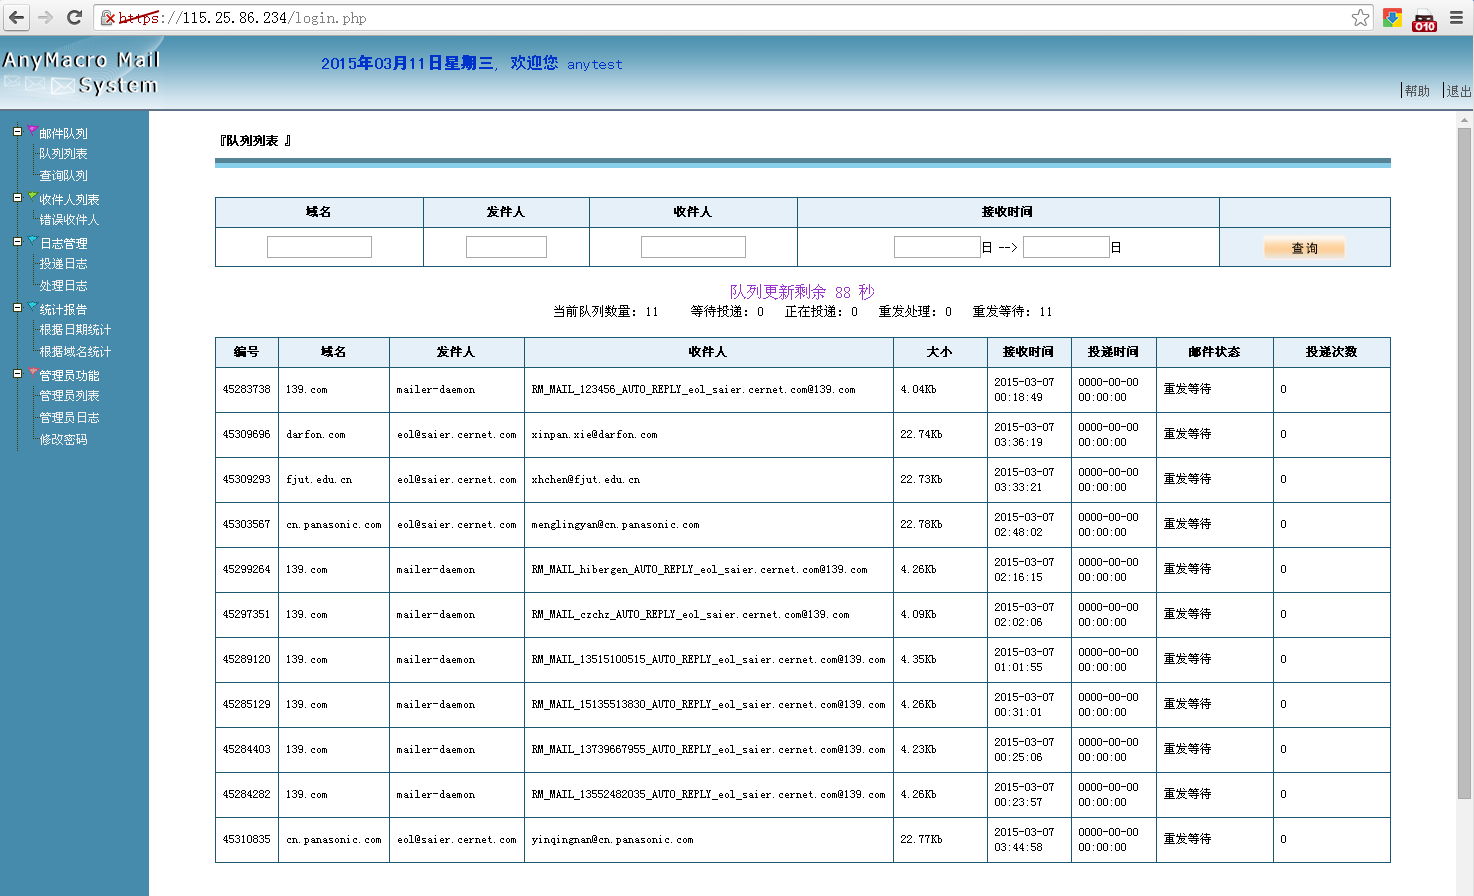 https://115.25.86.234/login.php
010
AnyMacro Mail
System
2015年03月11日星期三, 欢迎您 anytest
帮助 退出
邮件队列
队列列表
查询队列
收件人列表
错误收件人
日志管理
投递日志
处理日志
统计报告
根据日期统计
根据域名统计
管理员功能
管理员列表
管理员日志
修改密码
『队列列表 』
域名 发件人 收件人 接收时间
日 --> 日 查询
队列更新剩余 88 秒
当前队列数量: 11 等待投递: 0 正在投递: 0 重发处理: 0 重发等待: 11
编号 域名 发件人 收件人 大小 接收时间 投递时间 邮件状态 投递次数
45283738 139.com mailer-daemon RM_MAIL_123456_AUTO_REPLY_eol_saier.cernet.com@139.com 4.04Kb 2015-03-07 00:18:49 0000-00-00 00:00:00 重发等待 0
45309696 darfon.com eol@saier.cernet.com xinpan.xie@darfon.com 22.74Kb 2015-03-07 03:36:19 0000-00-00 00:00:00 重发等待 0
45309293 fjut.edu.cn eol@saier.cernet.com xhchen@fjut.edu.cn 22.73Kb 2015-03-07 03:33:21 0000-00-00 00:00:00 重发等待 0
45303567 cn.panasonic.com eol@saier.cernet.com menglingyan@cn.panasonic.com 22.78Kb 2015-03-07 02:48:02 0000-00-00 00:00:00 重发等待 0
45299264 139.com mailer-daemon RM_MAIL_hibergen_AUTO_REPLY_eol_saier.cernet.com@139.com 4.26Kb 2015-03-07 02:16:15 0000-00-00 00:00:00 重发等待 0
45297351 139.com mailer-daemon RM_MAIL_czchz_AUTO_REPLY_eol_saier.cernet.com@139.com 4.09Kb 2015-03-07 02:02:06 0000-00-00 00:00:00 重发等待 0
45289120 139.com mailer-daemon RM_MAIL_13515100515_AUTO_REPLY_eol_saier.cernet.com@139.com 4.35Kb 2015-03-07 01:01:55 0000-00-00 00:00:00 重发等待 0
45285129 139.com mailer-daemon RM_MAIL_15135513830_AUTO_REPLY_eol_saier.cernet.com@139.com 4.26Kb 2015-03-07 00:31:01 0000-00-00 00:00:00 重发等待 0
45284403 139.com mailer-daemon RM_MAIL_13739667955_AUTO_REPLY_eol_saier.cernet.com@139.com 4.23Kb 2015-03-07 00:25:06 0000-00-00 00:00:00 重发等待 0
45284282 139.com mailer-daemon RM_MAIL_13552482035_AUTO_REPLY_eol_saier.cernet.com@139.com 4.26Kb 2015-03-07 00:23:57 0000-00-00 00:00:00 重发等待 0
45310835 cn.panasonic.com eol@saier.cernet.com yinqingnan@cn.panasonic.com 22.77Kb 2015-03-07 03:44:58 0000-00-00 00:00:00 重发等待 0